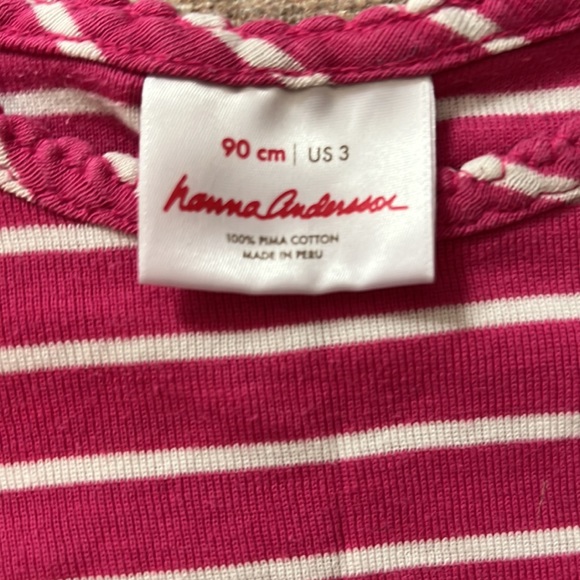 90 cm | US 3
hanna Andersson
100% PIMA COTTON
MADE IN PERU